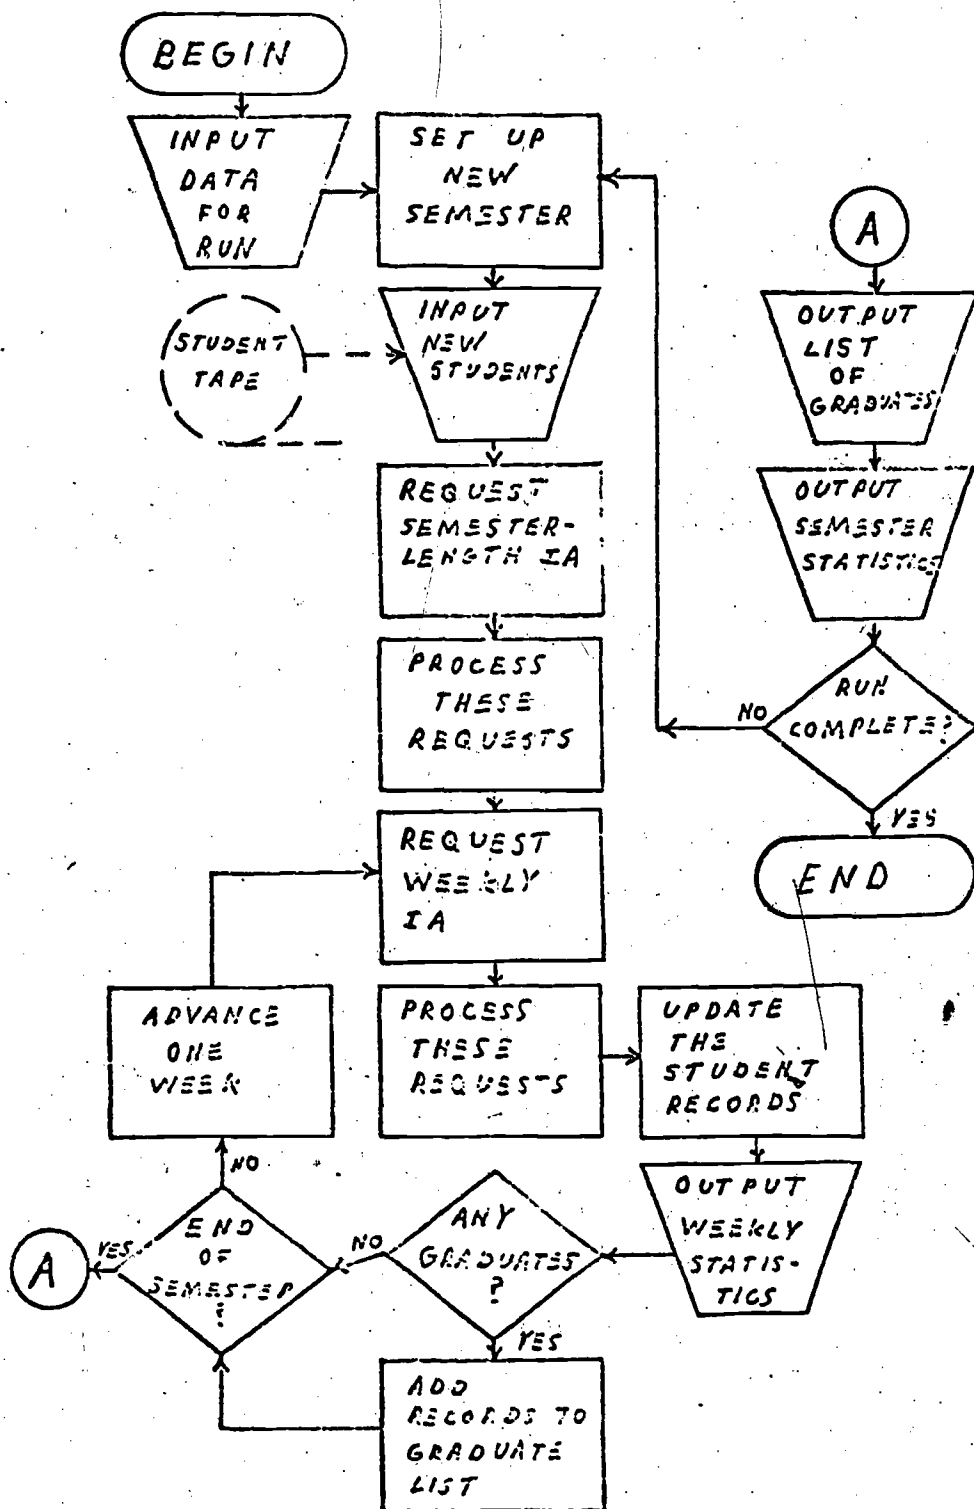 BEGIN
INPUT
DATA
FOR
RUN
SET UP
NEW
SEMESTER
STUDENT
TAPE
INPUT
NEW
STUDENTS
REQUEST
SEMESTER-
LENGTH IA
PROCESS
THESE
REQUESTS
REQUEST
WEEKLY
IA
PROCESS
THESE
REQUESTS
UPDATE
THE
STUDENT
RECORDS
OUTPUT
WEEKLY
STATIS-
TICS
ANY
GRADUATES
?
NO
YES
ADD
RECORDS TO
GRADUATE
LIST
END
OF
SEMESTER
?
NO
YES
ADVANCE
ONE
WEEK
A
A
OUTPUT
LIST
OF
GRADUATES
OUTPUT
SEMESTER
STATISTICS
RUN
COMPLETE?
NO
YES
END